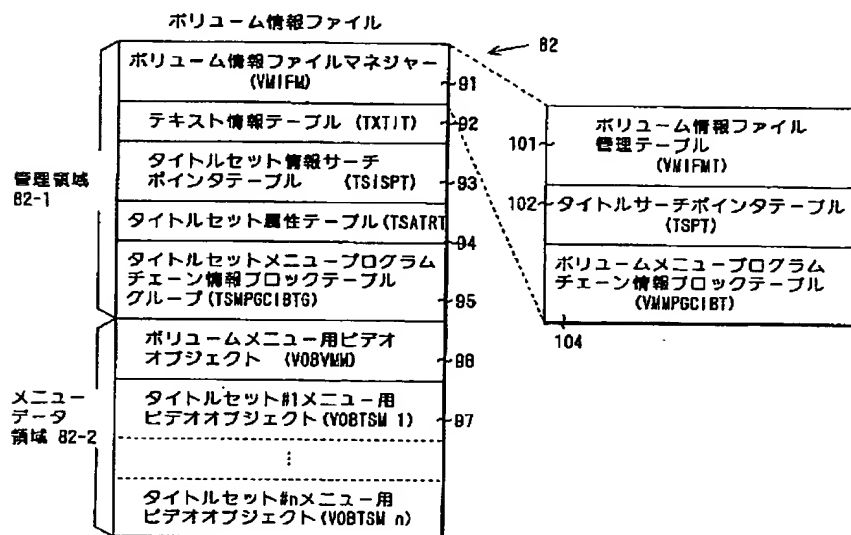 ボリューム情報ファイル
82
ボリューム情報ファイルマネジャー
(VMIFM)
91
テキスト情報テーブル (TXTIT)
92
タイトルセット情報サーチ
ポインタテーブル (TSISPT)
93
タイトルセット属性テーブル(TSATRT
94
タイトルセットメニュープログラム
チェーン情報ブロックテーブル
グループ(TSMPGCIBTG)
95
管理領域
82-1
ボリュームメニュー用ビデオ
オブジェクト (VOBVMM)
96
タイトルセット#1メニュー用
ビデオオブジェクト(VOBTSM 1)
97
⋮
タイトルセット#nメニュー用
ビデオオブジェクト(VOBTSM n)
メニュー
データ
領域 82-2
101
ボリューム情報ファイル
管理テーブル
(VMIFMT)
102
タイトルサーチポインタテーブル
(TSPT)
ボリュームメニュープログラム
チェーン情報ブロックテーブル
(VMMPGCIBT)
104